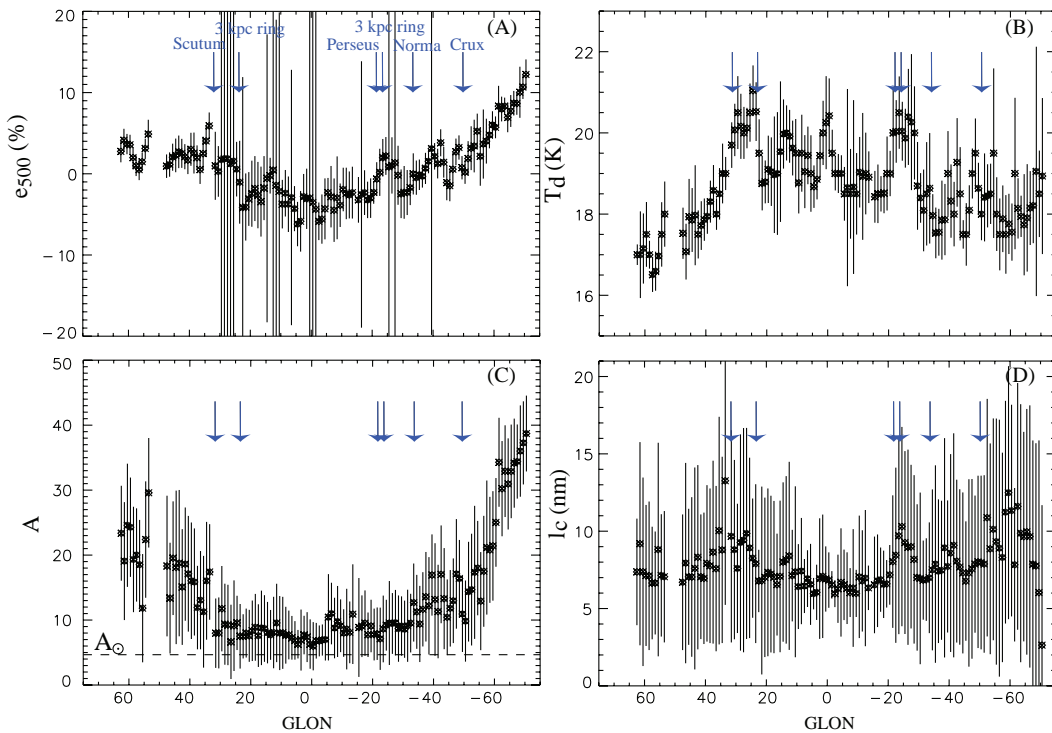 3 kpc ring
3 kpc ring
Scutum
Perseus
Norma
Crux
(A)
e500 (%)
20
10
0
−10
−20
(B)
Td (K)
22
20
18
16
(C)
A
50
40
30
20
10
0
A⊙
60
40
20
0
−20
−40
−60
GLON
(D)
lc (nm)
20
15
10
5
0
60
40
20
0
−20
−40
−60
GLON